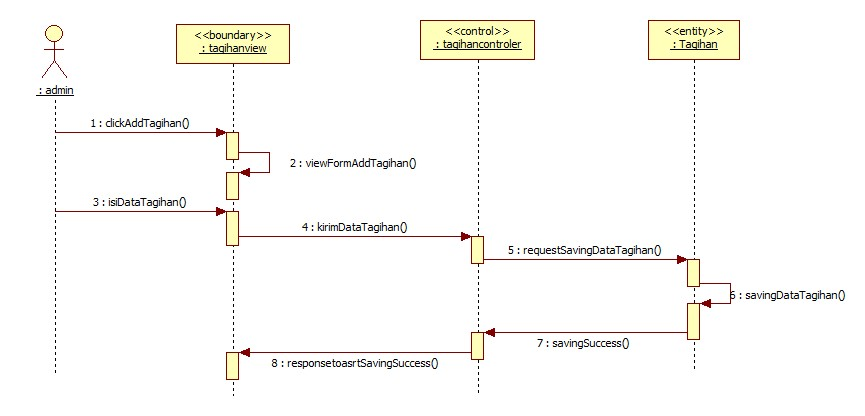 <<boundary>>
: tagihanview
<<control>>
: tagihancontroler
<<entity>>
: Tagihan
: admin
1 : clickAddTagihan()
2 : viewFormAddTagihan()
3 : isiDataTagihan()
4 : kirimDataTagihan()
5 : requestSavingDataTagihan()
6 : savingDataTagihan()
7 : savingSuccess()
8 : responsetoasrtSavingSuccess()